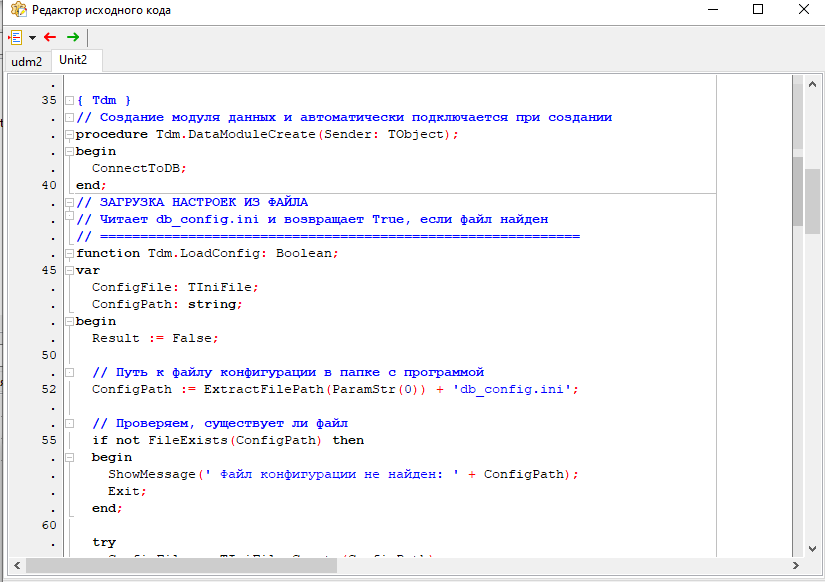 Редактор исходного кода
udm2
Unit2
35 { Tdm }
// Создание модуля данных и автоматически подключается при создании
procedure Tdm.DataModuleCreate(Sender: TObject);
begin
ConnectToDB;
40 end;
// ЗАГРУЗКА НАСТРОЕК ИЗ ФАЙЛА
// Читает db_config.ini и возвращает True, если файл найден
// ============================================================
function Tdm.LoadConfig: Boolean;
45 var
ConfigFile: TIniFile;
ConfigPath: string;
begin
Result := False;
50
// Путь к файлу конфигурации в папке с программой
52 ConfigPath := ExtractFilePath(ParamStr(0)) + 'db_config.ini';
// Проверяем, существует ли файл
55 if not FileExists(ConfigPath) then
begin
ShowMessage(' Файл конфигурации не найден: ' + ConfigPath);
Exit;
end;
60
try